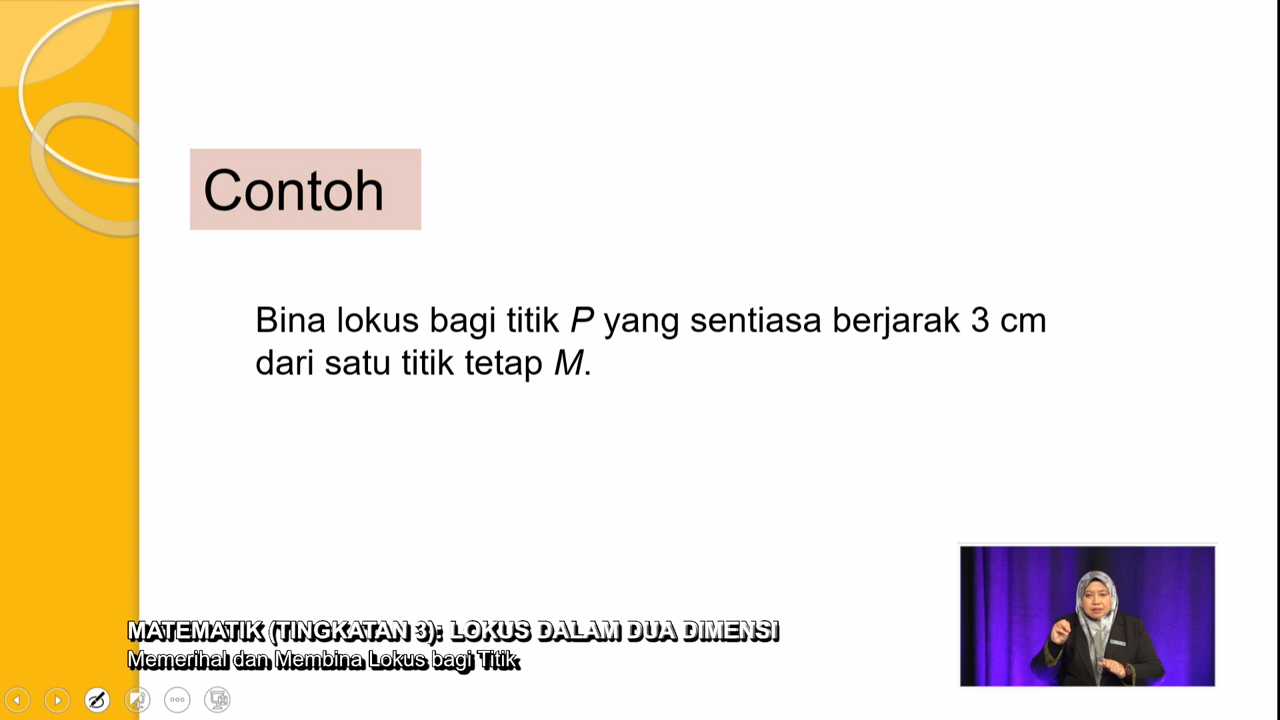 Contoh
Bina lokus bagi titik P yang sentiasa berjarak 3 cm
dari satu titik tetap M.
MATEMATIK (TINGKATAN 3): LOKUS DALAM DUA DIMENSI
Memerihal dan Membina Lokus bagi Titik